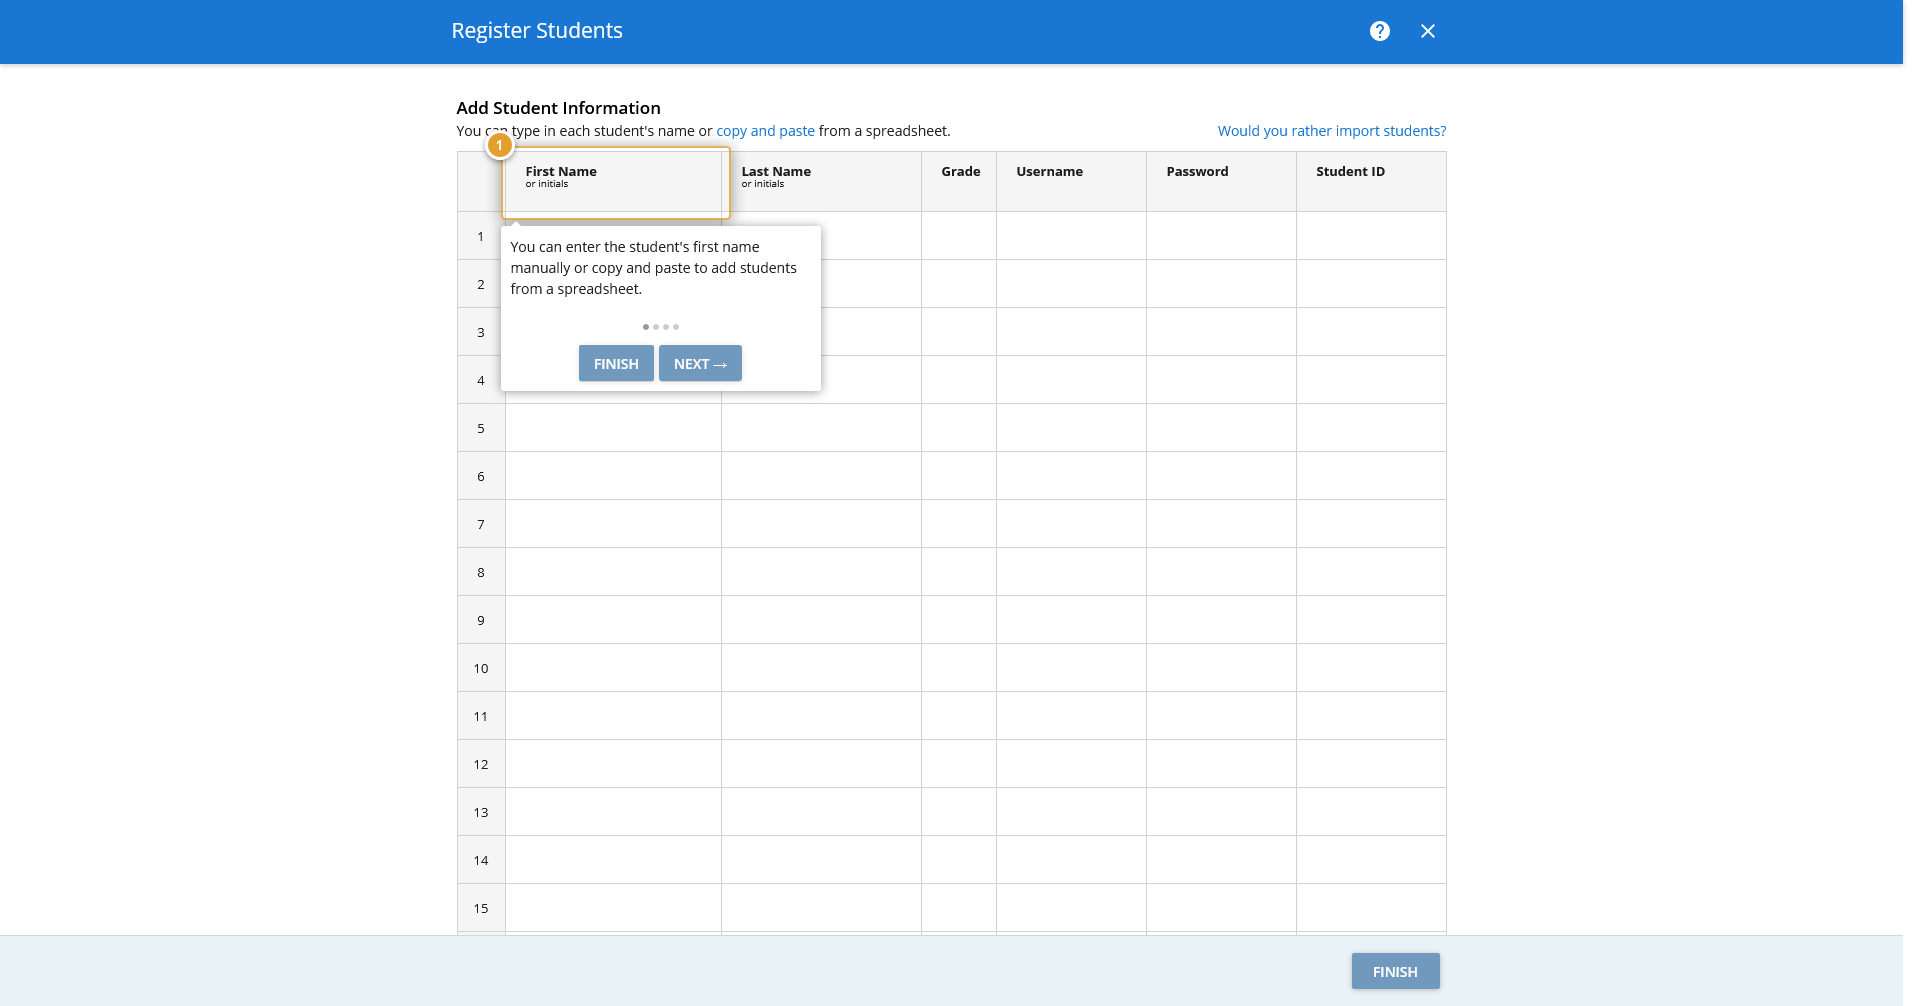 Register Students
Add Student Information
You can type in each student's name or copy and paste from a spreadsheet.
Would you rather import students?
1
First Name
or initials
Last Name
or initials
Grade
Username
Password
Student ID
1
You can enter the student's first name
manually or copy and paste to add students
from a spreadsheet.
FINISH
NEXT →
2
3
4
5
6
7
8
9
10
11
12
13
14
15
FINISH